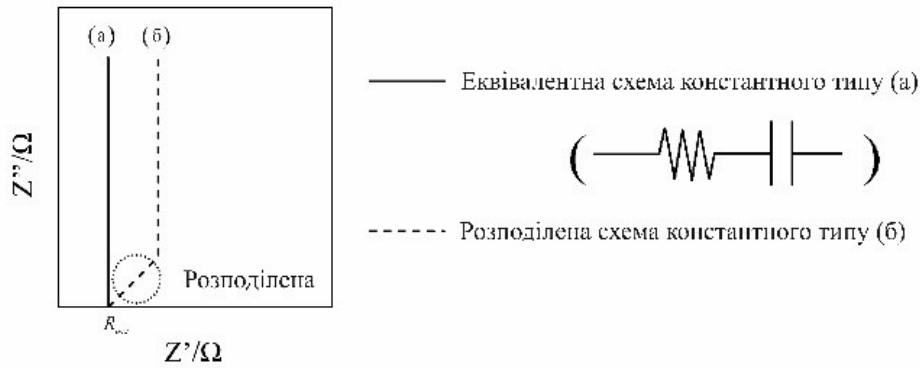 (а) (б)
Z''/Ω
Розподілена
Z'/Ω
Еквівалентна схема константного типу (а)
Розподілена схема константного типу (б)